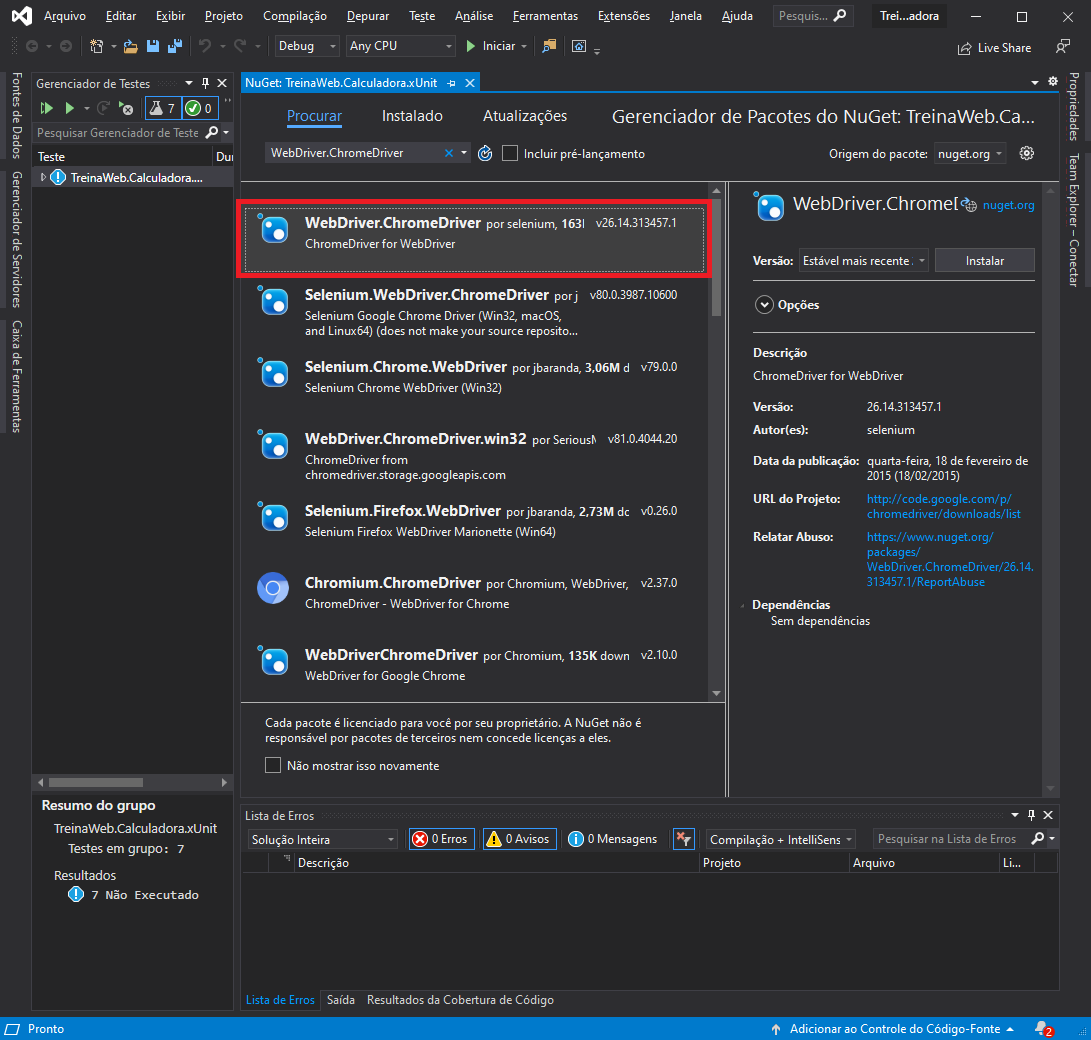 Arquivo Editar Exibir Projeto Compilação Depurar Teste Análise Ferramentas Extensões Janela Ajuda Pesquis... Trei...adora
Debug Any CPU Iniciar Live Share
Fontes de Dados
Gerenciador de Servidores
Caixa de Ferramentas
Gerenciador de Testes
7 0
Pesquisar Gerenciador de Teste
Teste Dur
TreinaWeb.Calculadora....
Resumo do grupo
TreinaWeb.Calculadora.xUnit
Testes em grupo: 7
Resultados
7 Não Executado
NuGet: TreinaWeb.Calculadora.xUnit
Procurar Instalado Atualizações Gerenciador de Pacotes do NuGet: TreinaWeb.Ca...
WebDriver.ChromeDriver Incluir pré-lançamento Origem do pacote: nuget.org
WebDriver.ChromeDriver por selenium, 163 v26.14.313457.1
ChromeDriver for WebDriver
Selenium.WebDriver.ChromeDriver por j v80.0.3987.10600
Selenium Google Chrome Driver (Win32, macOS,
and Linux64) (does not make your source reposito...
Selenium.Chrome.WebDriver por jbaranda, 3,06M d v79.0.0
Selenium Chrome WebDriver (Win32)
WebDriver.ChromeDriver.win32 por Serious v81.0.4044.20
ChromeDriver from
chromedriver.storage.googleapis.com
Selenium.Firefox.WebDriver por jbaranda, 2,73M dc v0.26.0
Selenium Firefox WebDriver Marionette (Win64)
Chromium.ChromeDriver por Chromium, WebDriver, v2.37.0
ChromeDriver - WebDriver for Chrome
WebDriverChromeDriver por Chromium, 135K down v2.10.0
WebDriver for Google Chrome
Cada pacote é licenciado para você por seu proprietário. A NuGet não é
responsável por pacotes de terceiros nem concede licenças a eles.
Não mostrar isso novamente
WebDriver.Chrome nuget.org
Versão: Estável mais recente Instalar
Opções
Descrição
ChromeDriver for WebDriver
Versão: 26.14.313457.1
Autor(es): selenium
Data da publicação: quarta-feira, 18 de fevereiro de
2015 (18/02/2015)
URL do Projeto: http://code.google.com/p/
chromedriver/downloads/list
Relatar Abuso: https://www.nuget.org/
packages/
WebDriver.ChromeDriver/26.14.
313457.1/ReportAbuse
Dependências
Sem dependências
Propriedades
Team Explorer – Conectar
Lista de Erros
Solução Inteira 0 Erros 0 Avisos 0 Mensagens Compilação + IntelliSens Pesquisar na Lista de Erros
Descrição Projeto Arquivo Li...
Lista de Erros Saída Resultados da Cobertura de Código
Pronto Adicionar ao Controle do Código-Fonte 2